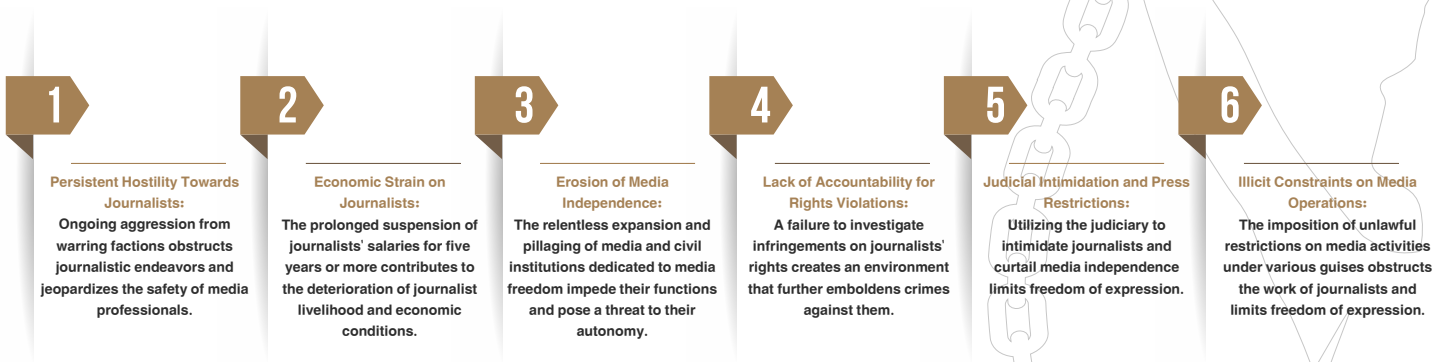 1
Persistent Hostility Towards
Journalists:
Ongoing aggression from
warring factions obstructs
journalistic endeavors and
jeopardizes the safety of media
professionals.
2
Economic Strain on
Journalists:
The prolonged suspension of
journalists' salaries for five
years or more contributes to
the deterioration of journalist
livelihood and economic
conditions.
3
Erosion of Media
Independence:
The relentless expansion and
pillaging of media and civil
institutions dedicated to media
freedom impede their functions
and pose a threat to their
autonomy.
4
Lack of Accountability for
Rights Violations:
A failure to investigate
infringements on journalists'
rights creates an environment
that further emboldens crimes
against them.
5
Judicial Intimidation and Press
Restrictions:
Utilizing the judiciary to
intimidate journalists and
curtail media independence
limits freedom of expression.
6
Illicit Constraints on Media
Operations:
The imposition of unlawful
restrictions on media activities
under various guises obstructs
the work of journalists and
limits freedom of expression.